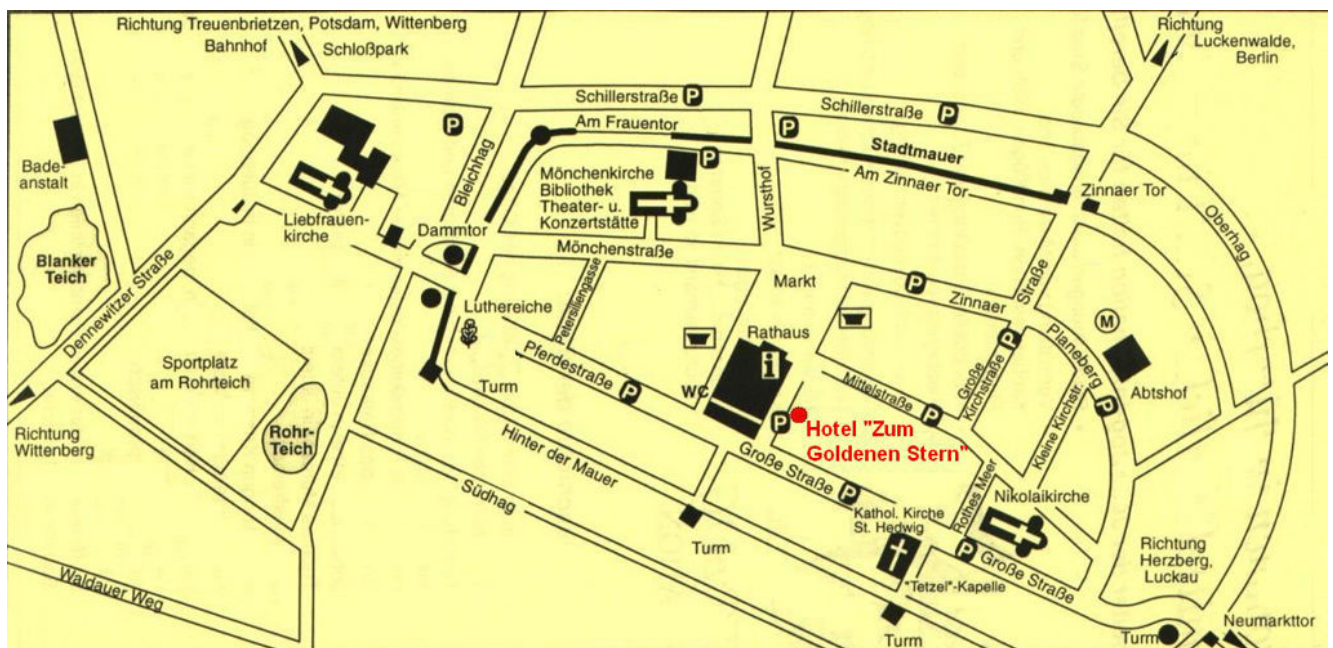 Richtung Treuenbrietzen, Potsdam, Wittenberg
Bahnhof
Schloßpark
Richtung
Luckenwalde,
Berlin
Schillerstraße P
Schillerstraße
P
P
P
Am Frauentor
Stadtmauer
Bade-
anstalt
Bleichhag
Mönchenkirche
Bibliothek
Theater- u.
Konzertstätte
P
Wursthof
Am Zinnaer Tor
Zinnaer Tor
Liebfrauen-
kirche
Dammtor
Oberhag
Mönchenstraße
Blanker
Teich
Dennewitzer Straße
Markt
P
Zinnaer
Straße
Luthereiche
Petersiliengasse
Rathaus
M
Planeberg
Sportplatz
am Rohrteich
Pferdestraße
P
i
Große
Kirchstraße
P
Abtshof
Turm
WC
Mittelstraße
P
Kleine Kirchstr.
P
Richtung
Wittenberg
Rohr-
Teich
P
Hotel "Zum
Goldenen Stern"
Hinter der Mauer
Große Straße
P
Südhag
Rothes Meer
Nikolaikirche
Kathol. Kirche
St. Hedwig
Turm
P
Große Straße
Richtung
Herzberg,
Luckau
Waldauer Weg
"Tetzel"-Kapelle
Turm
Turm
Neumarkttor